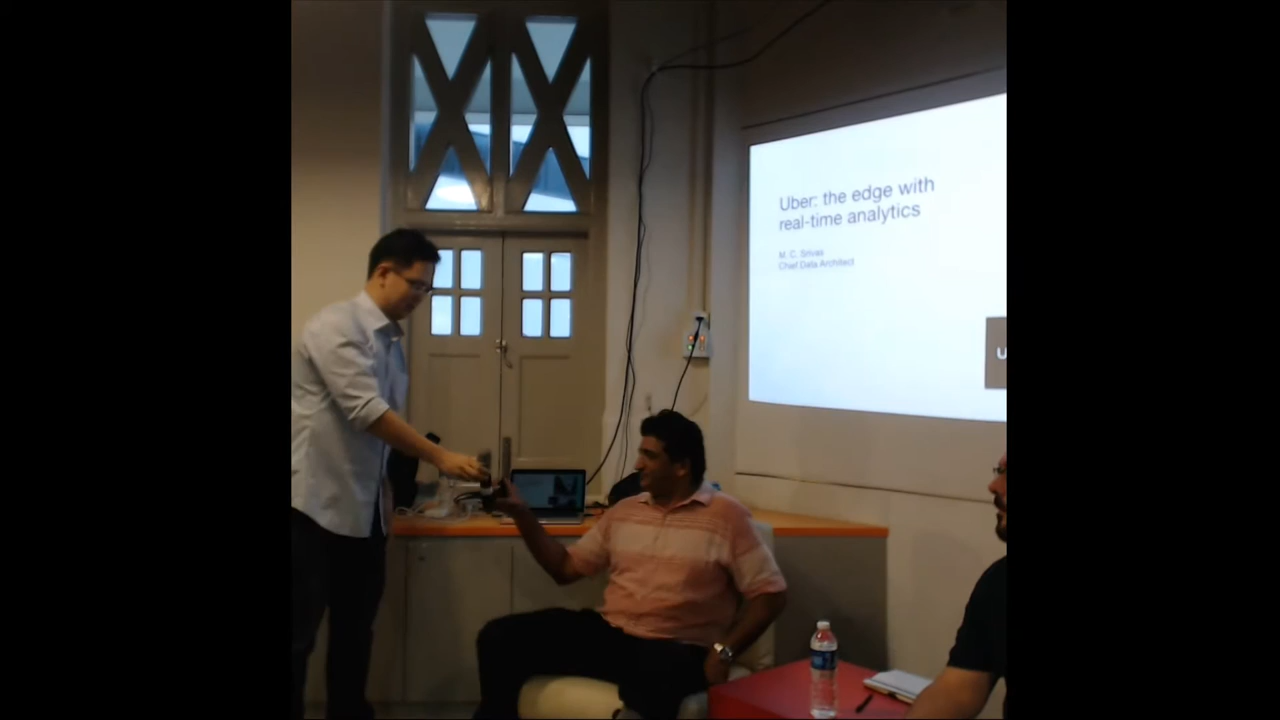 Uber: the edge with
real-time analytics
M. C. Srivas
Chief Data Architect
U